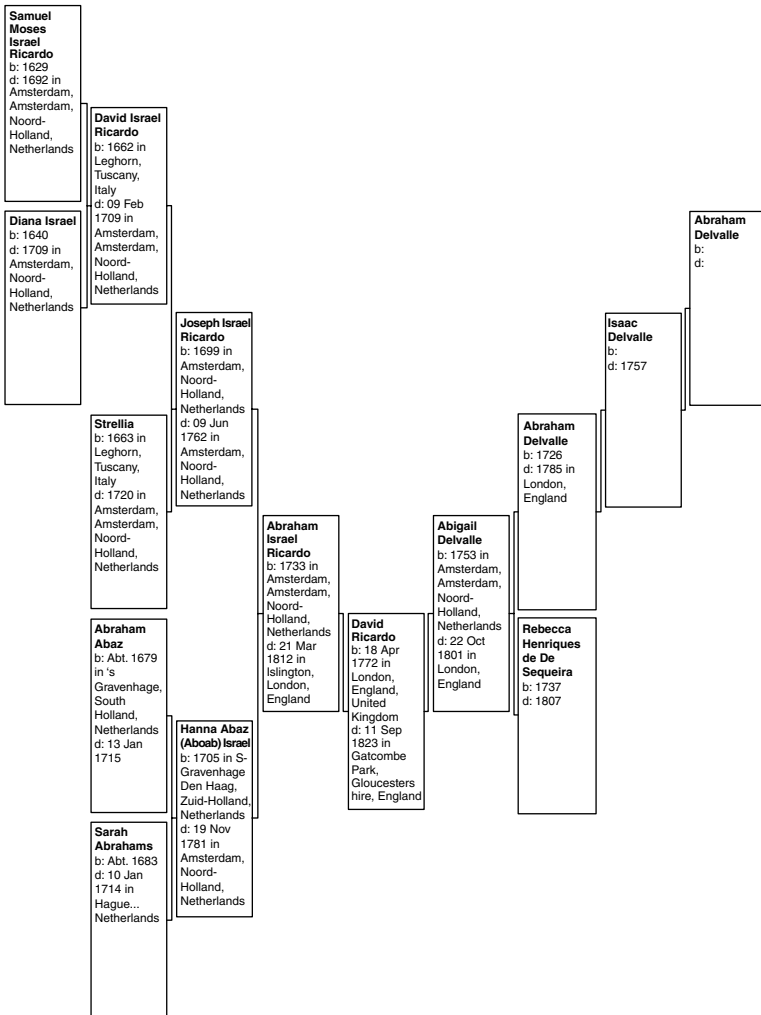 Samuel
Moses
Israel
Ricardo
b: 1629
d: 1692 in
Amsterdam,
Amsterdam,
Noord-
Holland,
Netherlands
Diana Israel
b: 1640
d: 1709 in
Amsterdam,
Noord-
Holland,
Netherlands
David Israel
Ricardo
b: 1662 in
Leghorn,
Tuscany,
Italy
d: 09 Feb
1709 in
Amsterdam,
Amsterdam,
Noord-
Holland,
Netherlands
Strellia
b: 1663 in
Leghorn,
Tuscany,
Italy
d: 1720 in
Amsterdam,
Amsterdam,
Noord-
Holland,
Netherlands
Abraham
Abaz
b: Abt. 1679
in ‘s
Gravenhage,
South
Holland,
Netherlands
d: 13 Jan
1715
Sarah
Abrahams
b: Abt. 1683
d: 10 Jan
1714 in
Hague...
Netherlands
Joseph Israel
Ricardo
b: 1699 in
Amsterdam,
Noord-
Holland,
Netherlands
d: 09 Jun
1762 in
Amsterdam,
Noord-
Holland,
Netherlands
Hanna Abaz
(Aboab) Israel
b: 1705 in S-
Gravenhage
Den Haag,
Zuid-Holland,
Netherlands
d: 19 Nov
1781 in
Amsterdam,
Noord-
Holland,
Netherlands
Abraham
Israel
Ricardo
b: 1733 in
Amsterdam,
Amsterdam,
Noord-
Holland,
Netherlands
d: 21 Mar
1812 in
Islington,
London,
England
David
Ricardo
b: 18 Apr
1772 in
London,
England,
United
Kingdom
d: 11 Sep
1823 in
Gatcombe
Park,
Gloucesters
hire, England
Abigail
Delvalle
b: 1753 in
Amsterdam,
Amsterdam,
Noord-
Holland,
Netherlands
d: 22 Oct
1801 in
London,
England
Abraham
Delvalle
b: 1726
d: 1785 in
London,
England
Rebecca
Henriques
de De
Sequeira
b: 1737
d: 1807
Isaac
Delvalle
b:
d: 1757
Abraham
Delvalle
b:
d: